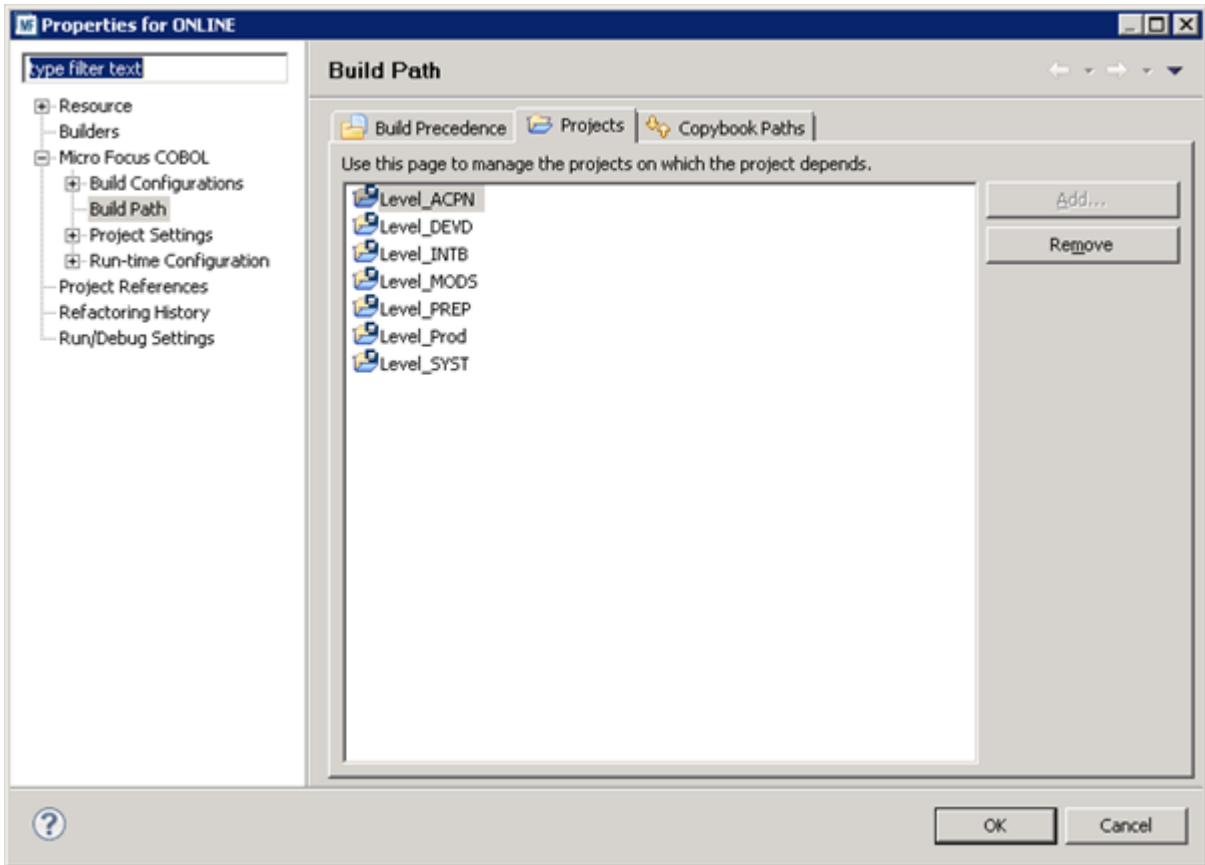 Properties for ONLINE
type filter text
Build Path
Resource
Builders
Micro Focus COBOL
Build Configurations
Build Path
Project Settings
Run-time Configuration
Project References
Refactoring History
Run/Debug Settings
Build Precedence Projects Copybook Paths
Use this page to manage the projects on which the project depends.
Level_ACPN
Level_DEVD
Level_INTB
Level_MODS
Level_PREP
Level_Prod
Level_SYST
Add...
Remove
OK Cancel